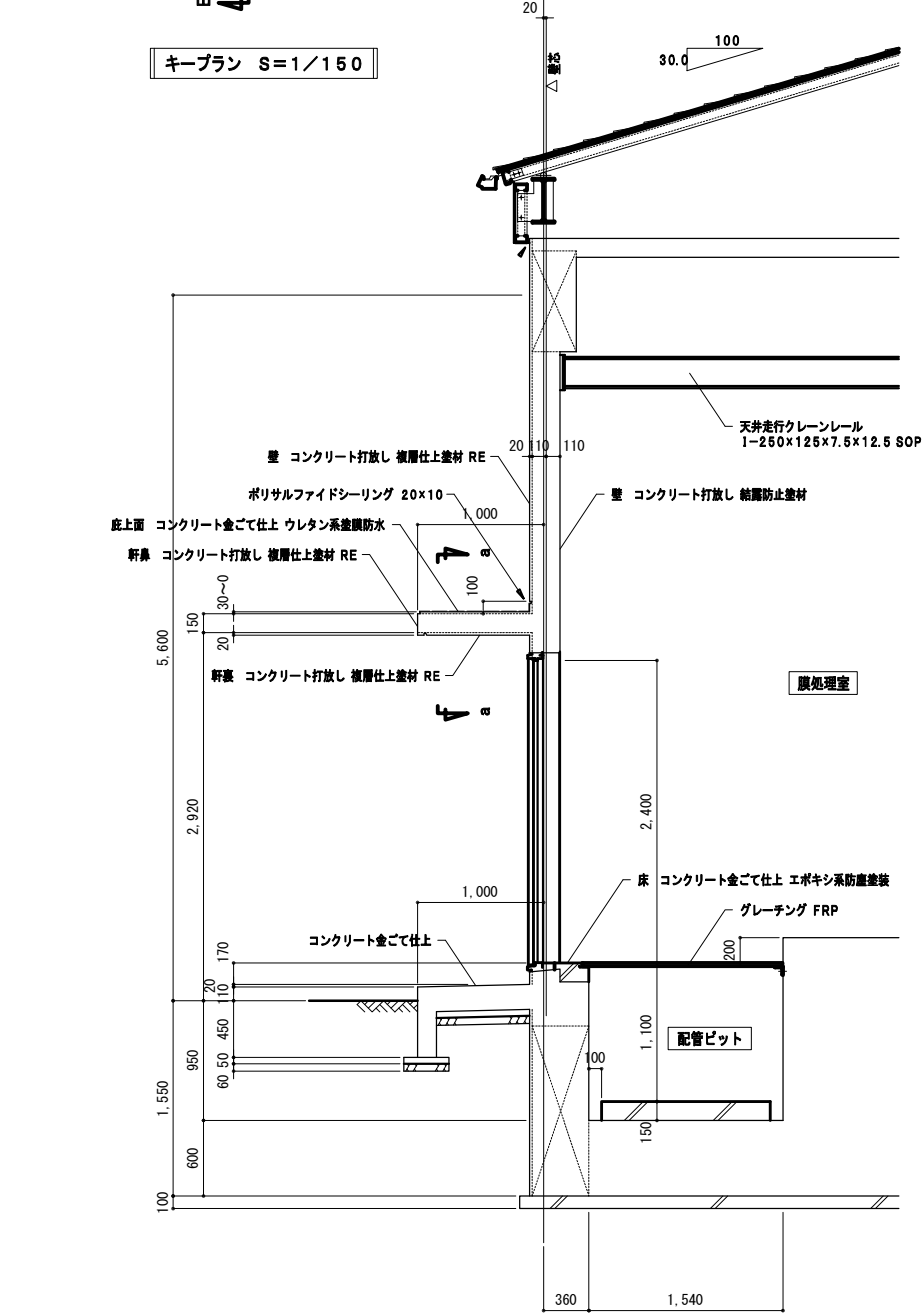 20
キープラン S=1/150
壁芯
100
30.0
天井走行クレーンレール
I-250×125×7.5×12.5 SOP
20 110 110
壁 コンクリート打放し 複層仕上塗材 RE
ポリサルファイドシーリング 20×10
壁 コンクリート打放し 結露防止塗材
1,000
庇上面 コンクリート金ごて仕上 ウレタン系塗膜防水
軒鼻 コンクリート打放し 複層仕上塗材 RE
a
100
30~0
150
20
5,600
軒裏 コンクリート打放し 複層仕上塗材 RE
膜処理室
a
2,920
2,400
床 コンクリート金ごて仕上 エポキシ系防塵塗装
1,000
グレーチング FRP
コンクリート金ごて仕上
170
200
20
110
450
950
50
60
1,550
1,100
配管ピット
100
150
600
100
360
1,540